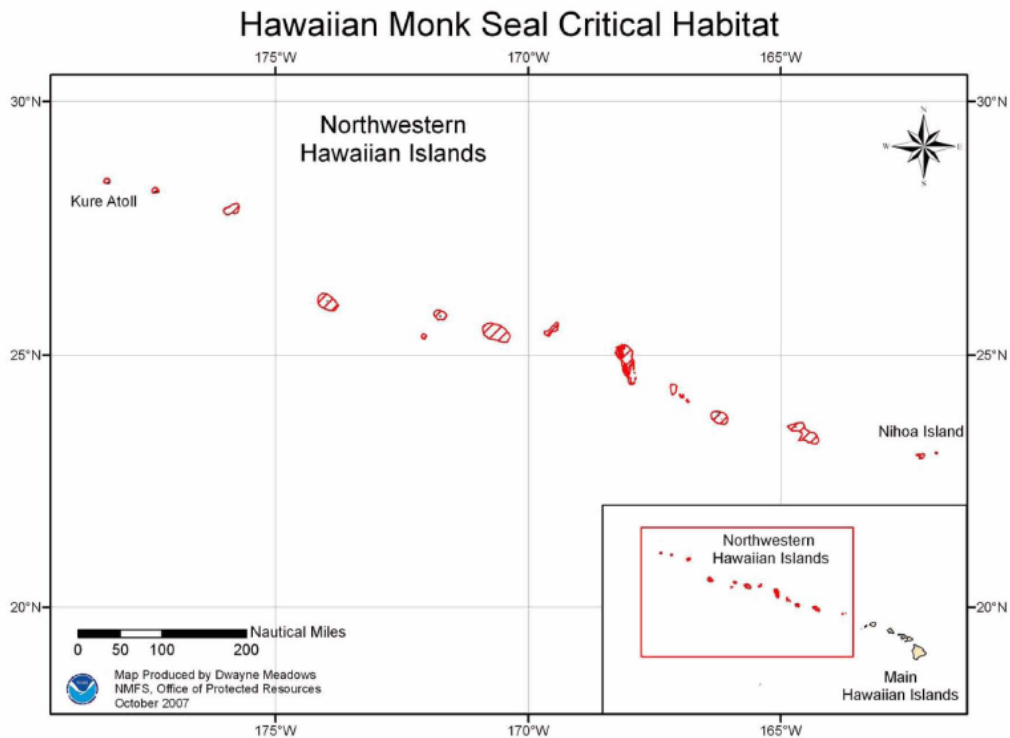 Hawaiian Monk Seal Critical Habitat
175°W 170°W 165°W
30°N 30°N
Northwestern
Hawaiian Islands
N
W E
S
Kure Atoll
25°N 25°N
Nihoa Island
Northwestern
Hawaiian Islands
20°N 20°N
Nautical Miles
0 50 100 200
Main
Hawaiian Islands
Map Produced by Dwayne Meadows
NMFS, Office of Protected Resources
October 2007
175°W 170°W 165°W